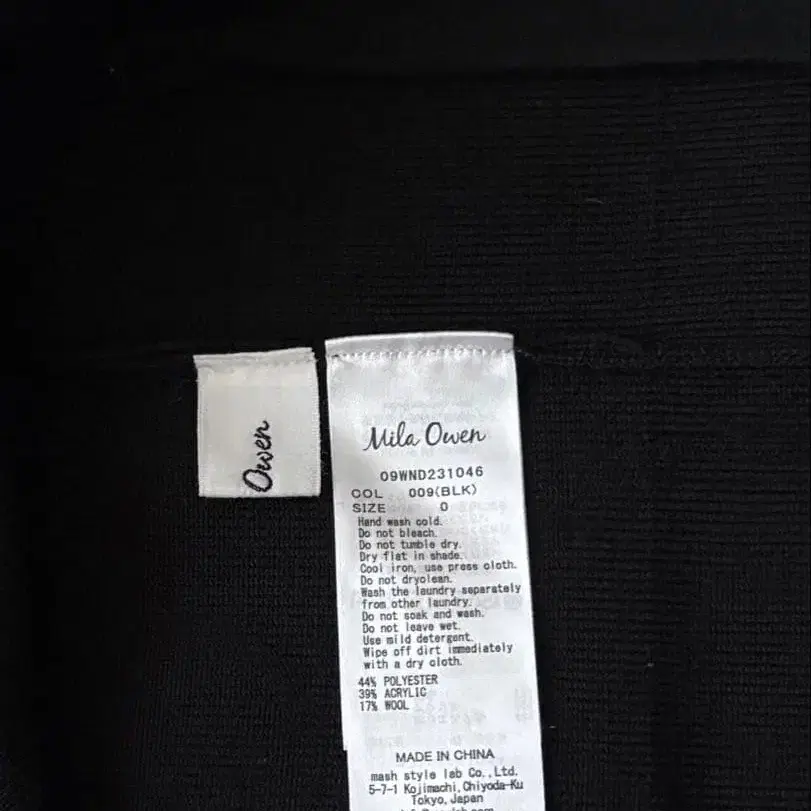 Owen
Mila Owen
09WND231046
COL 009(BLK)
SIZE 0
Hand wash cold.
Do not bleach.
Do not tumble dry.
Dry flat in shade.
Cool iron, use press cloth.
Do not dryclean.
Wash the laundry separately
from other laundry.
Do not soak and wash.
Do not leave wet.
Use mild detergent.
Wipe off dirt immediately
with a dry cloth.
44% POLYESTER
39% ACRYLIC
17% WOOL
MADE IN CHINA
mash style lab Co.,Ltd.
5-7-1 Kojimachi,Chiyoda-Ku
Tokyo,Japan